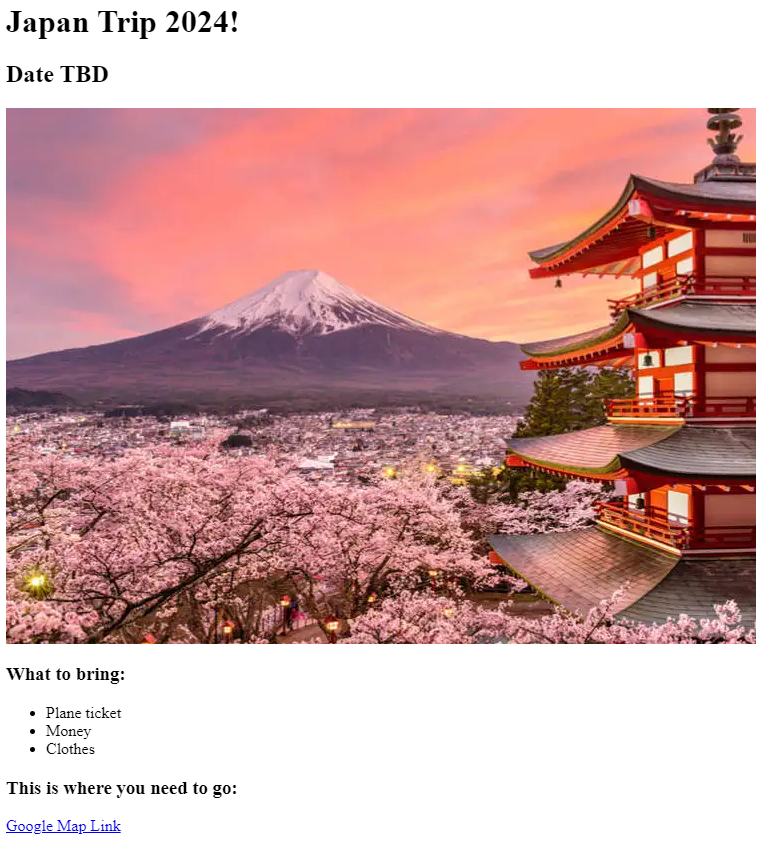 Japan Trip 2024!
Date TBD
What to bring:
Plane ticket
Money
Clothes
This is where you need to go:
Google Map Link